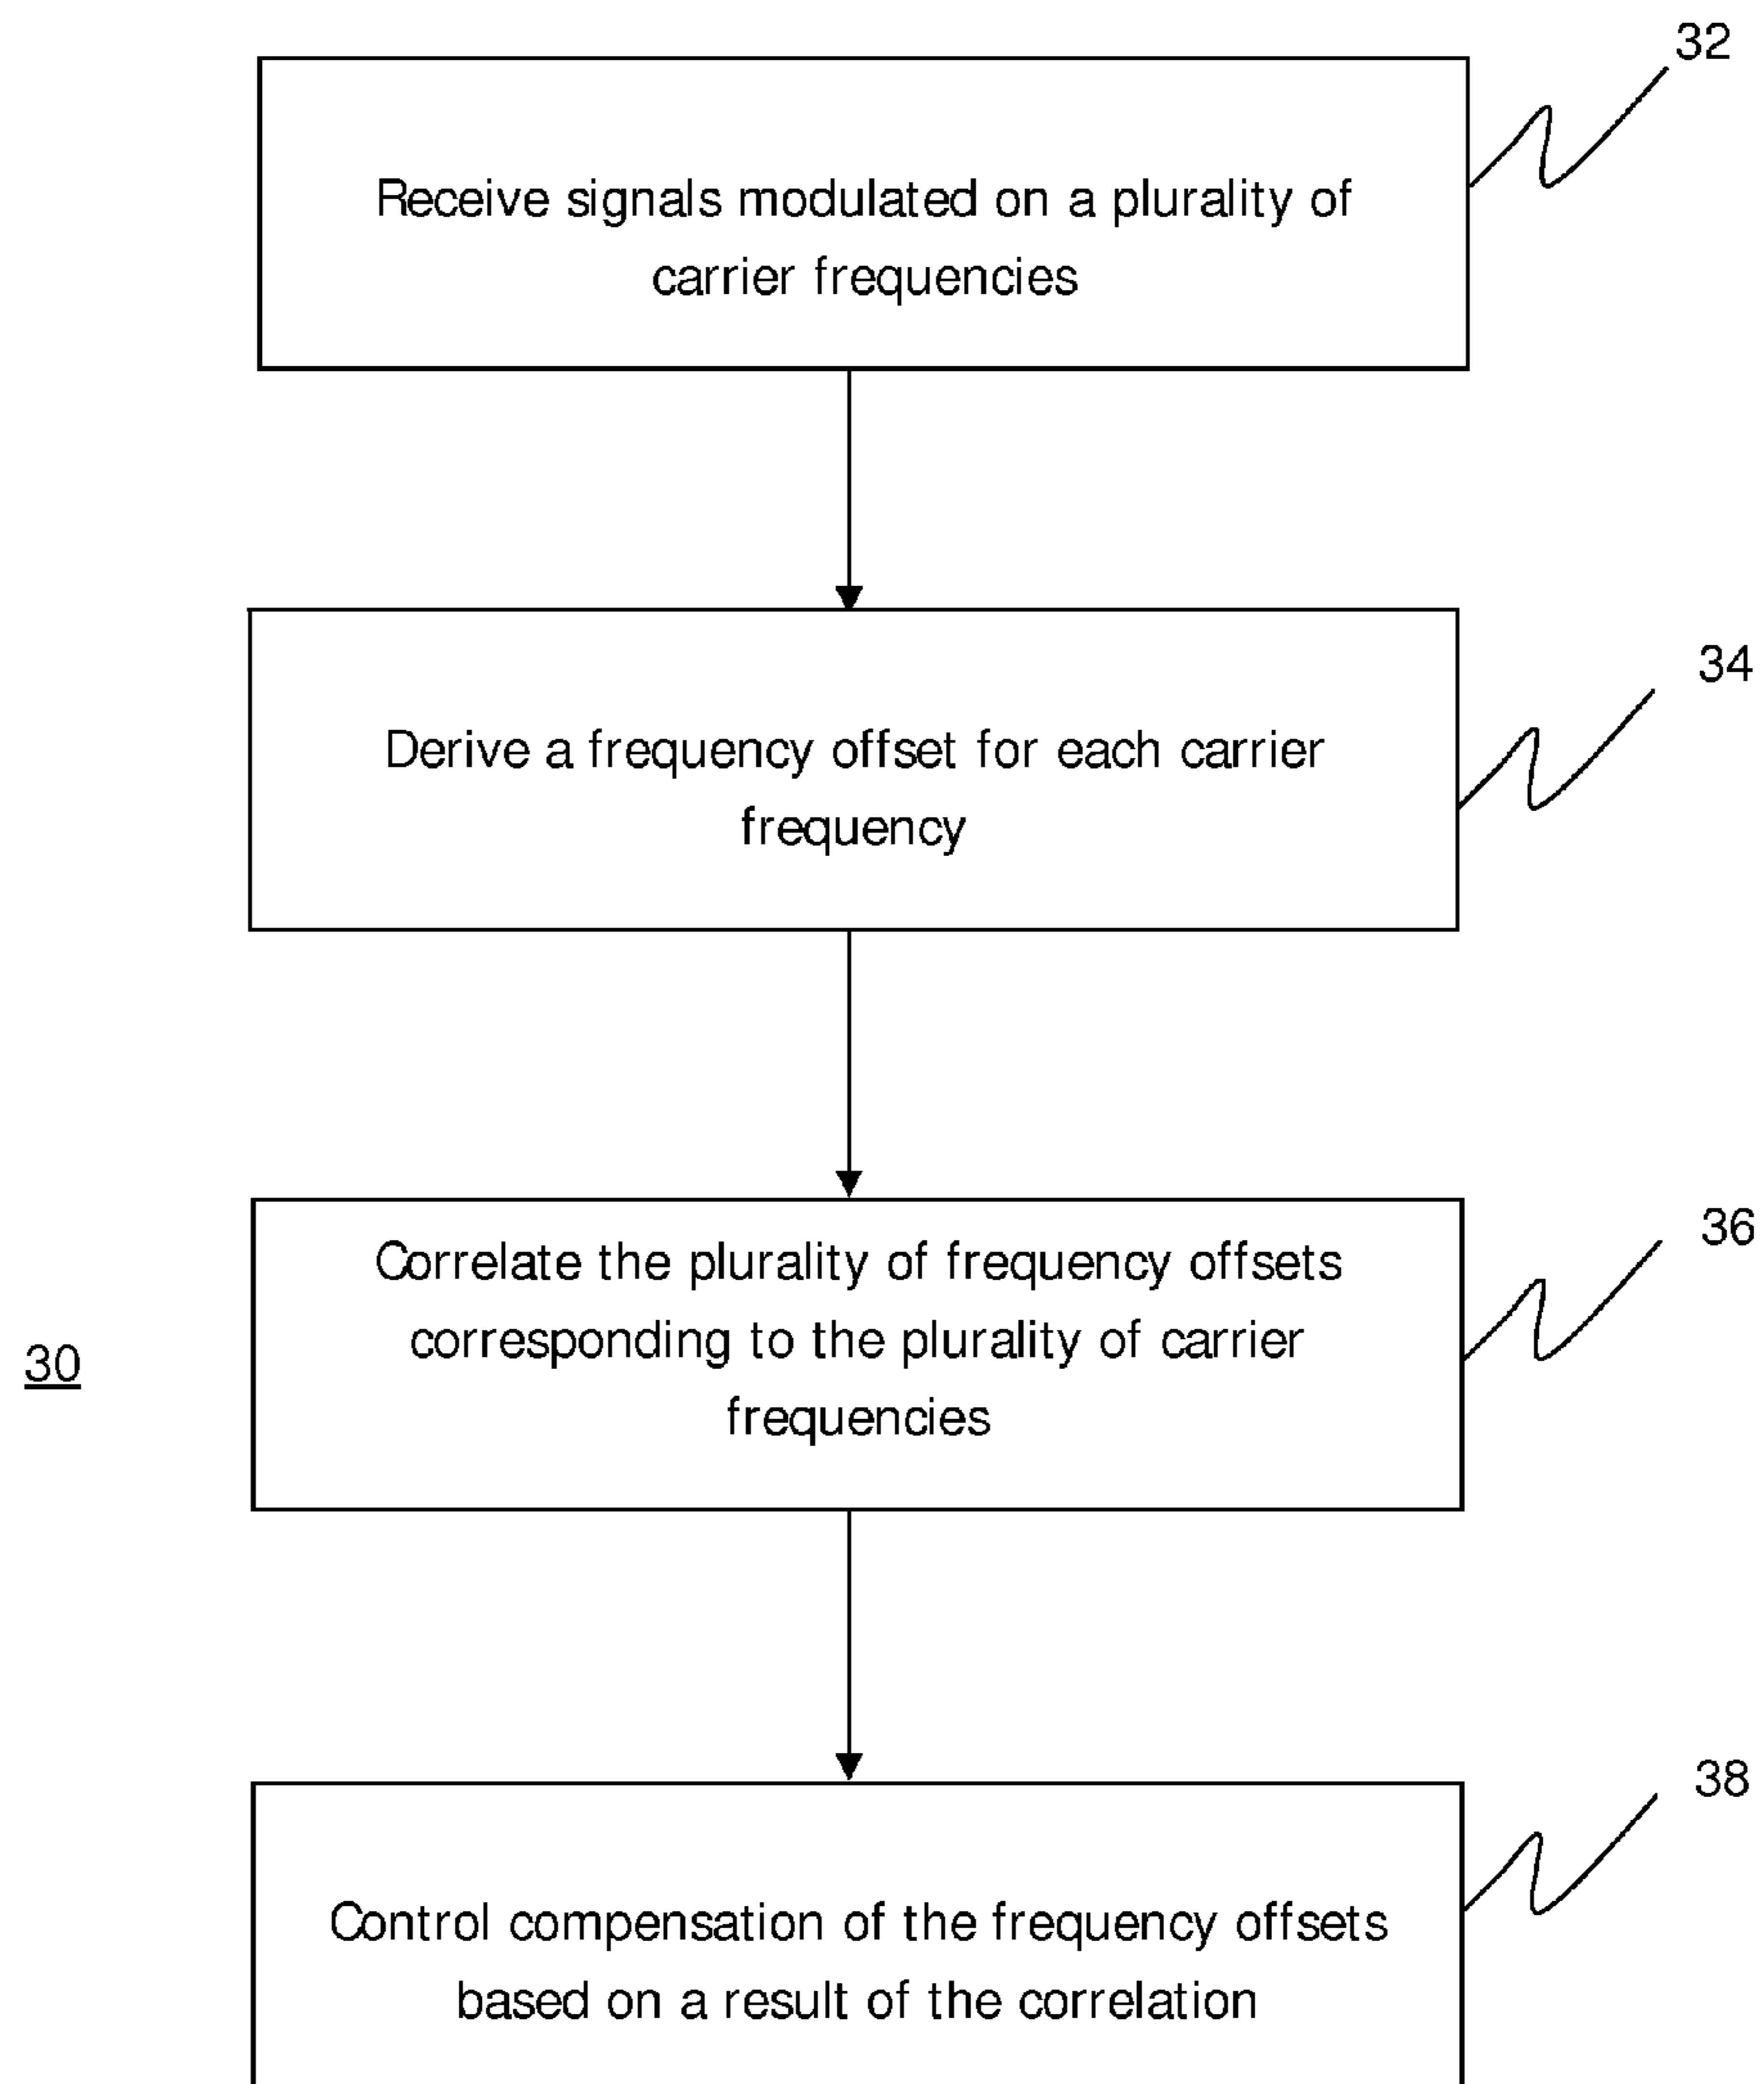 32
Receive signals modulated on a plurality of
carrier frequencies
34
Derive a frequency offset for each carrier
frequency
36
Correlate the plurality of frequency offsets
corresponding to the plurality of carrier
frequencies
30
38
Control compensation of the frequency offsets
based on a result of the correlation